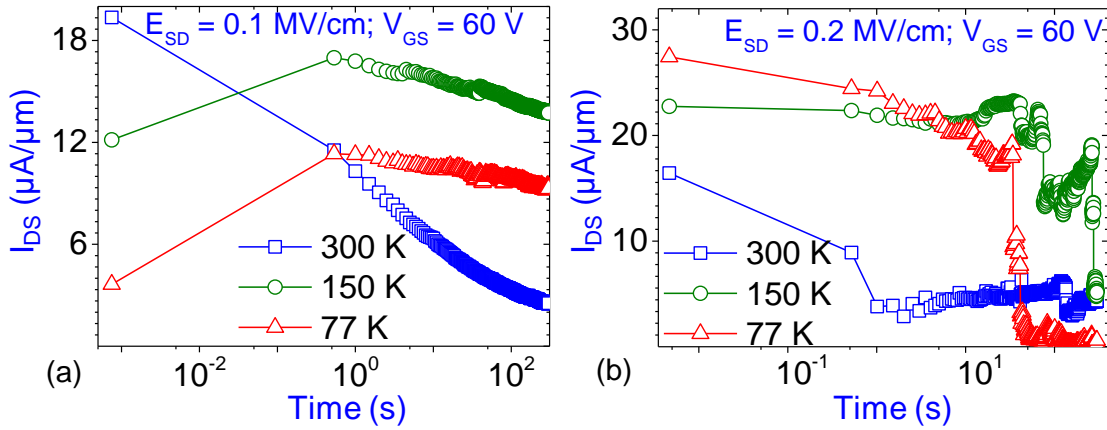 E_SD = 0.1 MV/cm; V_GS = 60 V
18
12
6
I_DS (μA/μm)
300 K
150 K
77 K
10^-2
10^0
10^2
(a)
Time (s)
E_SD = 0.2 MV/cm; V_GS = 60 V
30
20
10
I_DS (μA/μm)
300 K
150 K
77 K
10^-1
10^1
(b)
Time (s)